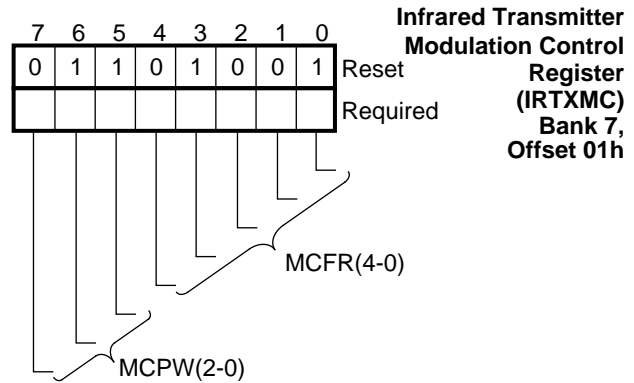 Infrared Transmitter
Modulation Control
Register
(IRTXMC)
Bank 7,
Offset 01h
7 6 5 4 3 2 1 0
0 1 1 0 1 0 0 1 Reset
Required
MCFR(4-0)
MCPW(2-0)